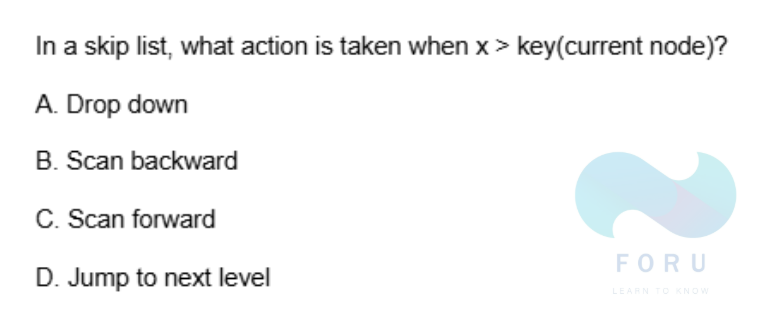 In a skip list, what action is taken when x > key(current node)?
A. Drop down
B. Scan backward
C. Scan forward
D. Jump to next level
FORU
LEARN TO KNOW